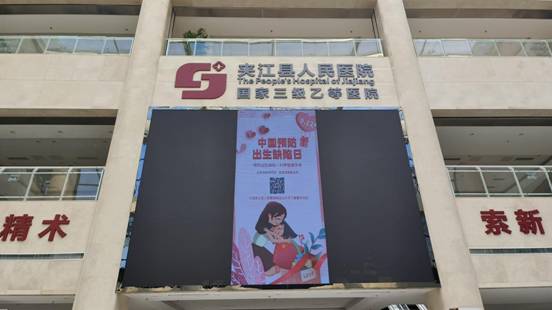 夹江县人民医院
The People's Hospital of Jiajiang
国家三级乙等医院
中国预防
出生缺陷日
精术
索新